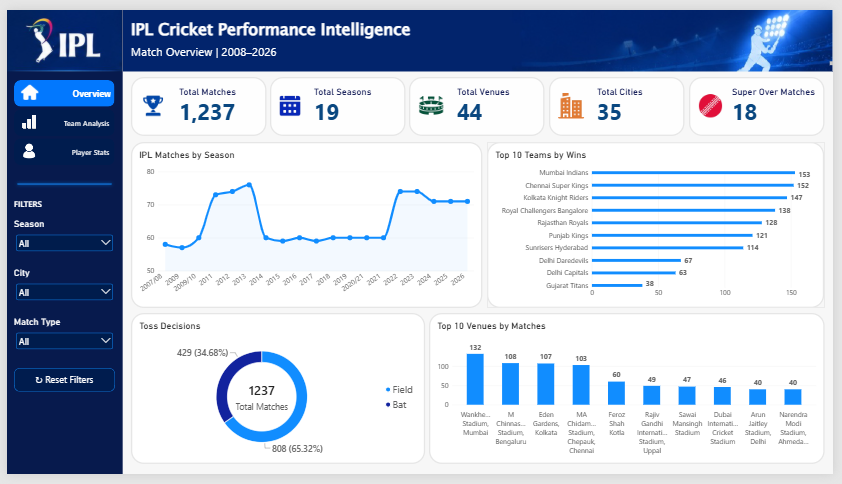 IPL
IPL Cricket Performance Intelligence
Match Overview | 2008–2026
Overview
Team Analysis
Player Stats
FILTERS
Season
All
City
All
Match Type
All
↻ Reset Filters
Total Matches
1,237
Total Seasons
19
Total Venues
44
Total Cities
35
Super Over Matches
18
IPL Matches by Season
80
70
60
50
2007/08
2009
2009/10
2011
2012
2013
2014
2015
2016
2017
2018
2019
2020/21
2021
2022
2023
2024
2025
2026
Top 10 Teams by Wins
Mumbai Indians 153
Chennai Super Kings 152
Kolkata Knight Riders 147
Royal Challengers Bangalore 138
Rajasthan Royals 128
Punjab Kings 121
Sunrisers Hyderabad 114
Delhi Daredevils 67
Delhi Capitals 63
Gujarat Titans 38
0 50 100 150
Toss Decisions
429 (34.68%)
1237
Total Matches
808 (65.32%)
Field
Bat
Top 10 Venues by Matches
100
50
0
132
108
107
103
60
49
47
46
40
40
Wankhe...
Stadium,
Mumbai
M
Chinnas...
Stadium,
Bengaluru
Eden
Gardens,
Kolkata
MA
Chidam...
Stadium,
Chepauk,
Chennai
Feroz
Shah
Kotla
Rajiv
Gandhi
Internati...
Stadium,
Uppal
Sawai
Mansingh
Stadium
Dubai
Internati...
Cricket
Stadium
Arun
Jaitley
Stadium,
Delhi
Narendra
Modi
Stadium,
Ahmeda...